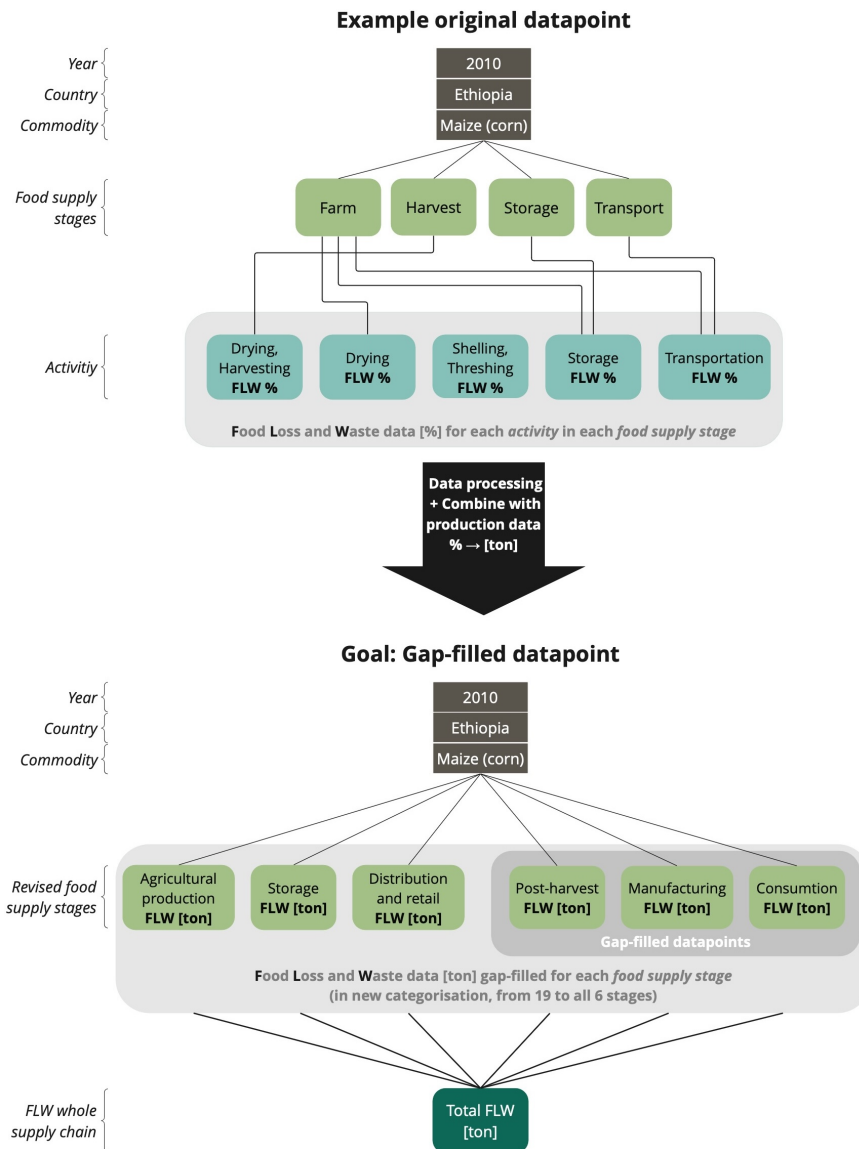 Example original datapoint
Year
2010
Country
Ethiopia
Commodity
Maize (corn)
Food supply
stages
Farm
Harvest
Storage
Transport
Activitiy
Drying,
Harvesting
FLW %
Drying
FLW %
Shelling,
Threshing
FLW %
Storage
FLW %
Transportation
FLW %
Food Loss and Waste data [%] for each activity in each food supply stage
Data processing
+ Combine with
production data
% → [ton]
Goal: Gap-filled datapoint
Year
2010
Country
Ethiopia
Commodity
Maize (corn)
Revised food
supply stages
Agricultural
production
FLW [ton]
Storage
FLW [ton]
Distribution
and retail
FLW [ton]
Post-harvest
FLW [ton]
Manufacturing
FLW [ton]
Consumtion
FLW [ton]
Gap-filled datapoints
Food Loss and Waste data [ton] gap-filled for each food supply stage
(in new categorisation, from 19 to all 6 stages)
FLW whole
supply chain
Total FLW
[ton]